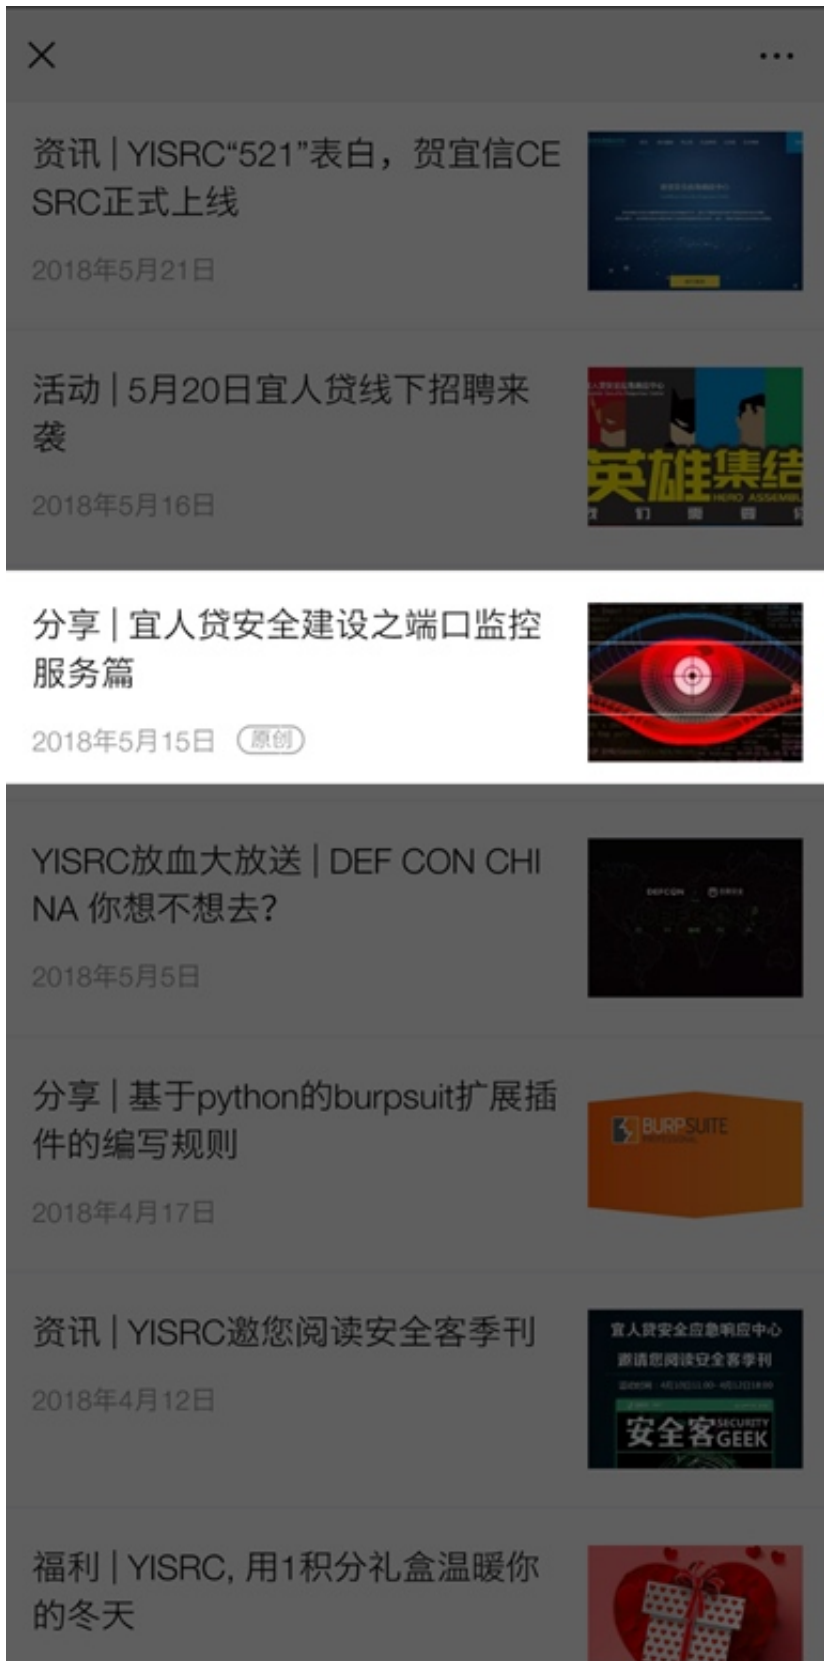 资讯 | YISRC“521”表白，贺宜信CE
SRC正式上线
2018年5月21日
活动 | 5月20日宜人贷线下招聘来
袭
2018年5月16日
英雄集结
HERO ASSEMBL
我们需要你
分享 | 宜人贷安全建设之端口监控
服务篇
2018年5月15日 原创
YISRC放血大放送 | DEF CON CHI
NA 你想不想去?
2018年5月5日
DEFCON
分享 | 基于python的burpsuit扩展插
件的编写规则
2018年4月17日
BURPSUITE
PROFESSIONAL
资讯 | YISRC邀您阅读安全客季刊
2018年4月12日
宜人贷安全应急响应中心
邀请您阅读安全客季刊
安全客 SECURITY
GEEK
福利 | YISRC, 用1积分礼盒温暖你
的冬天